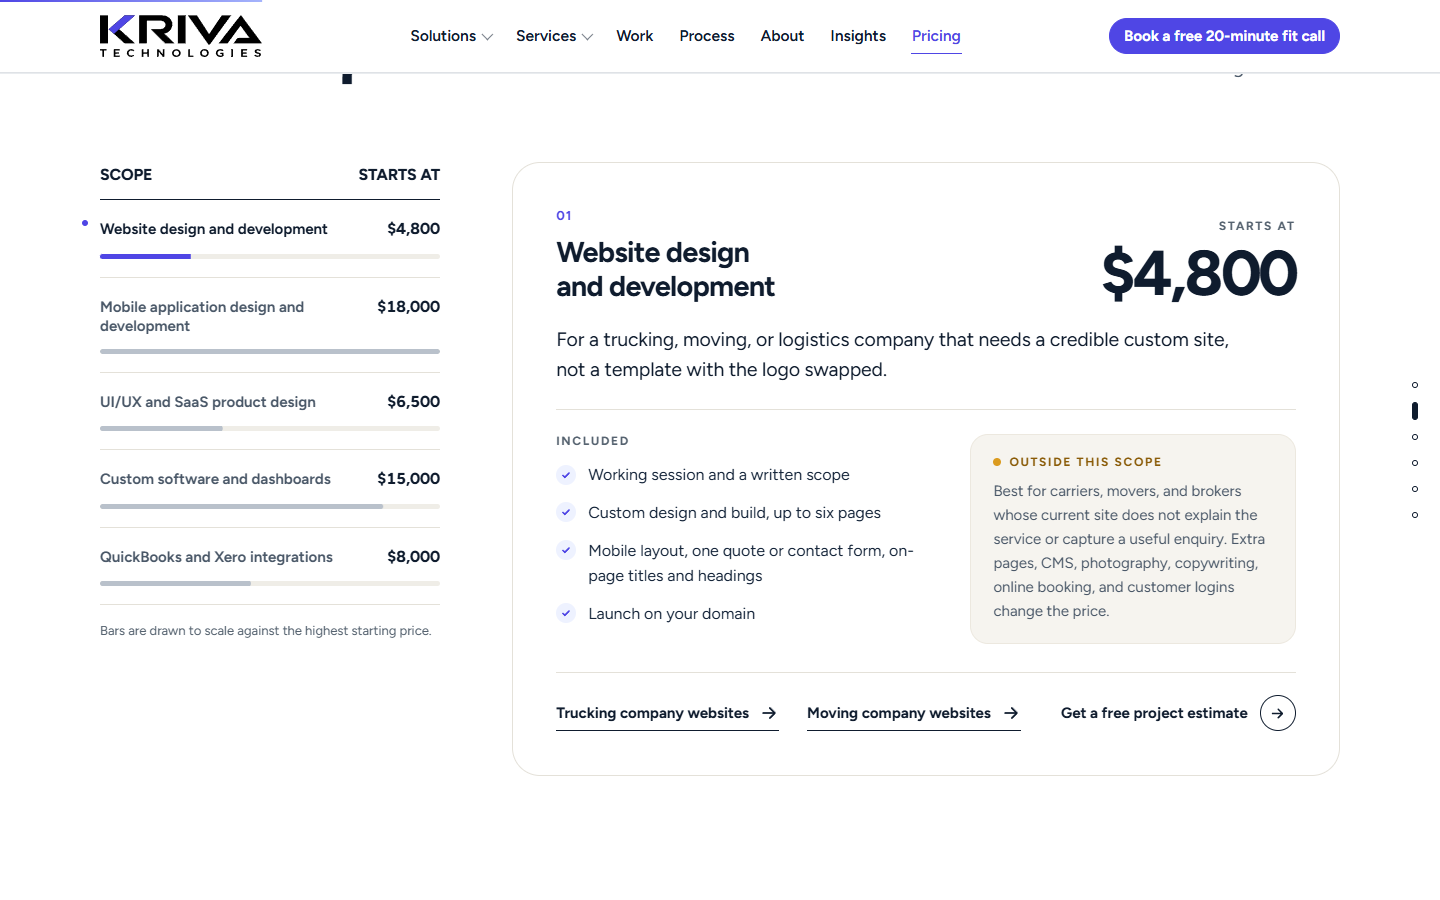 KRIVA
TECHNOLOGIES
Solutions
Services
Work
Process
About
Insights
Pricing
Book a free 20-minute fit call
SCOPE
STARTS AT
Website design and development
$4,800
Mobile application design and
development
$18,000
UI/UX and SaaS product design
$6,500
Custom software and dashboards
$15,000
QuickBooks and Xero integrations
$8,000
Bars are drawn to scale against the highest starting price.
01
Website design
and development
STARTS AT
$4,800
For a trucking, moving, or logistics company that needs a credible custom site,
not a template with the logo swapped.
INCLUDED
Working session and a written scope
Custom design and build, up to six pages
Mobile layout, one quote or contact form, on-
page titles and headings
Launch on your domain
OUTSIDE THIS SCOPE
Best for carriers, movers, and brokers
whose current site does not explain the
service or capture a useful enquiry. Extra
pages, CMS, photography, copywriting,
online booking, and customer logins
change the price.
Trucking company websites
Moving company websites
Get a free project estimate